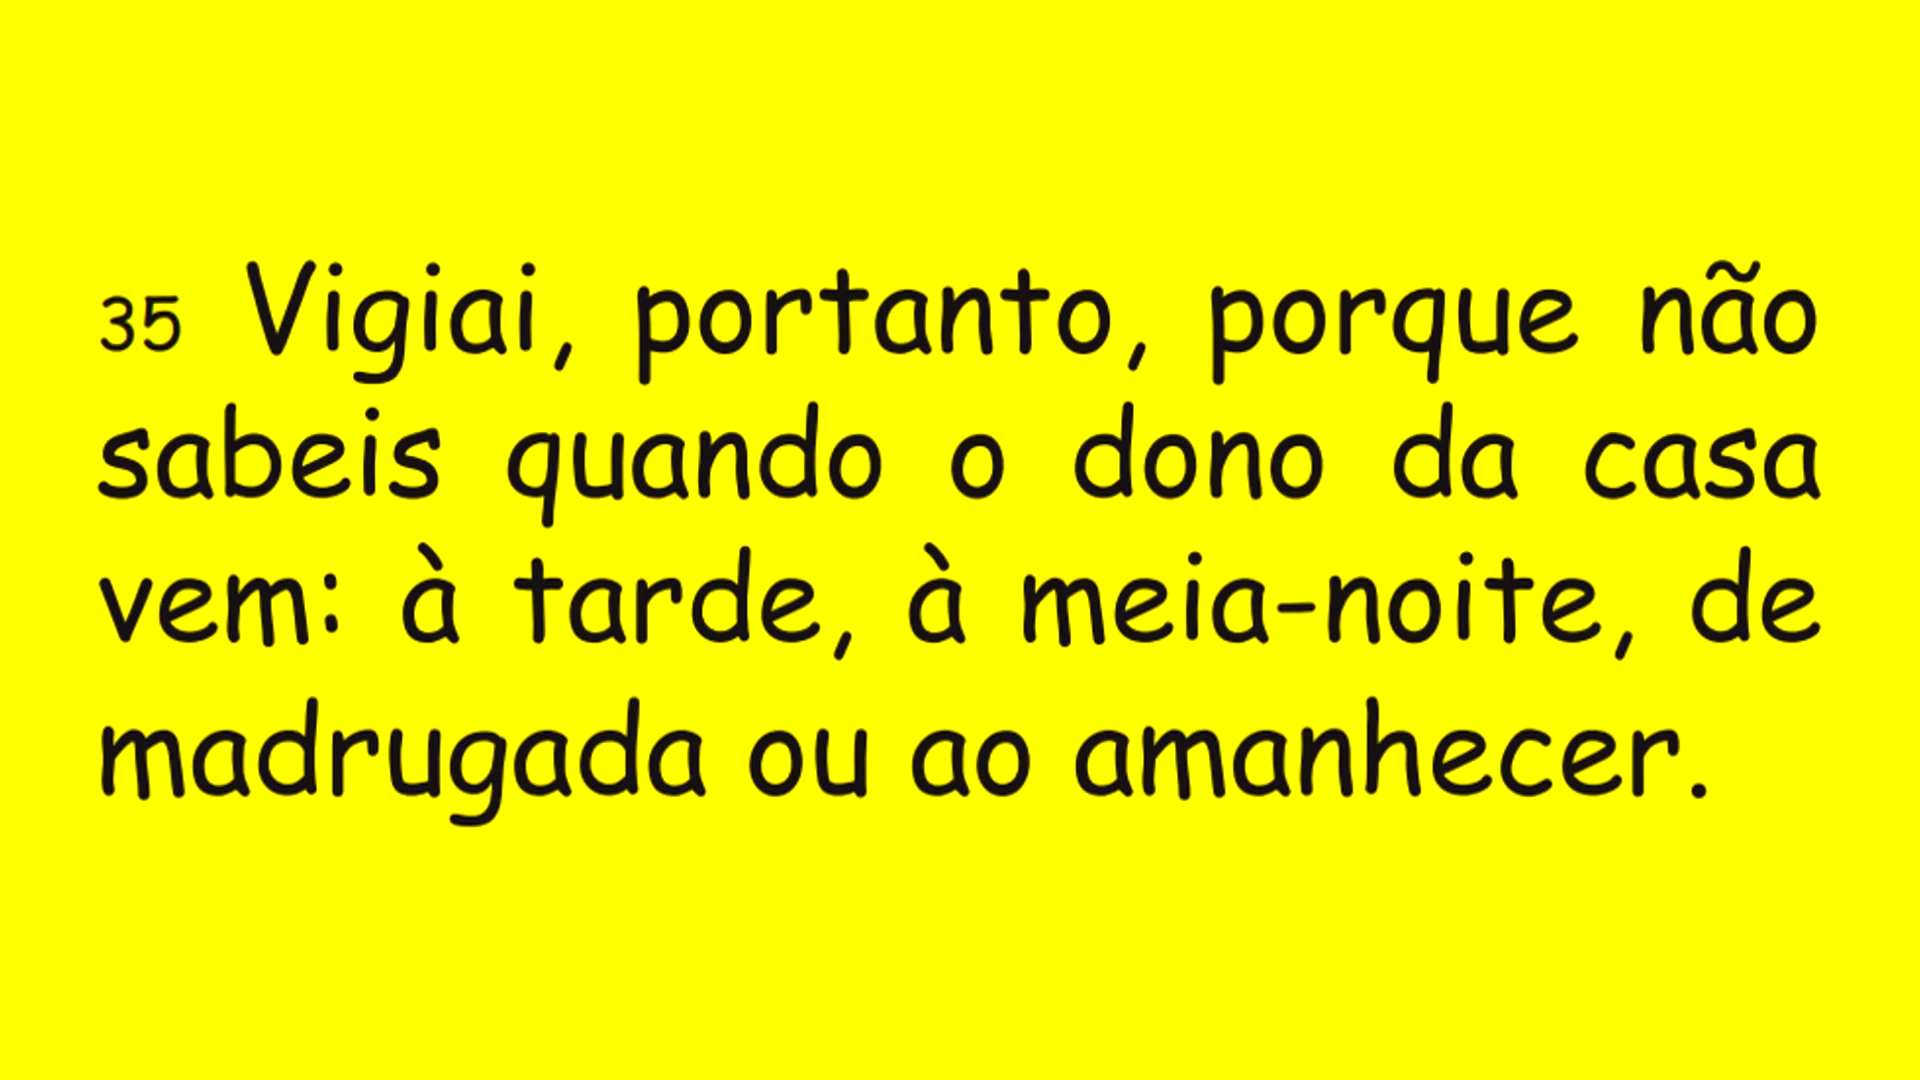 35 Vigiai, portanto, porque não
sabeis quando o dono da casa
vem: à tarde, à meia-noite, de
madrugada ou ao amanhecer.